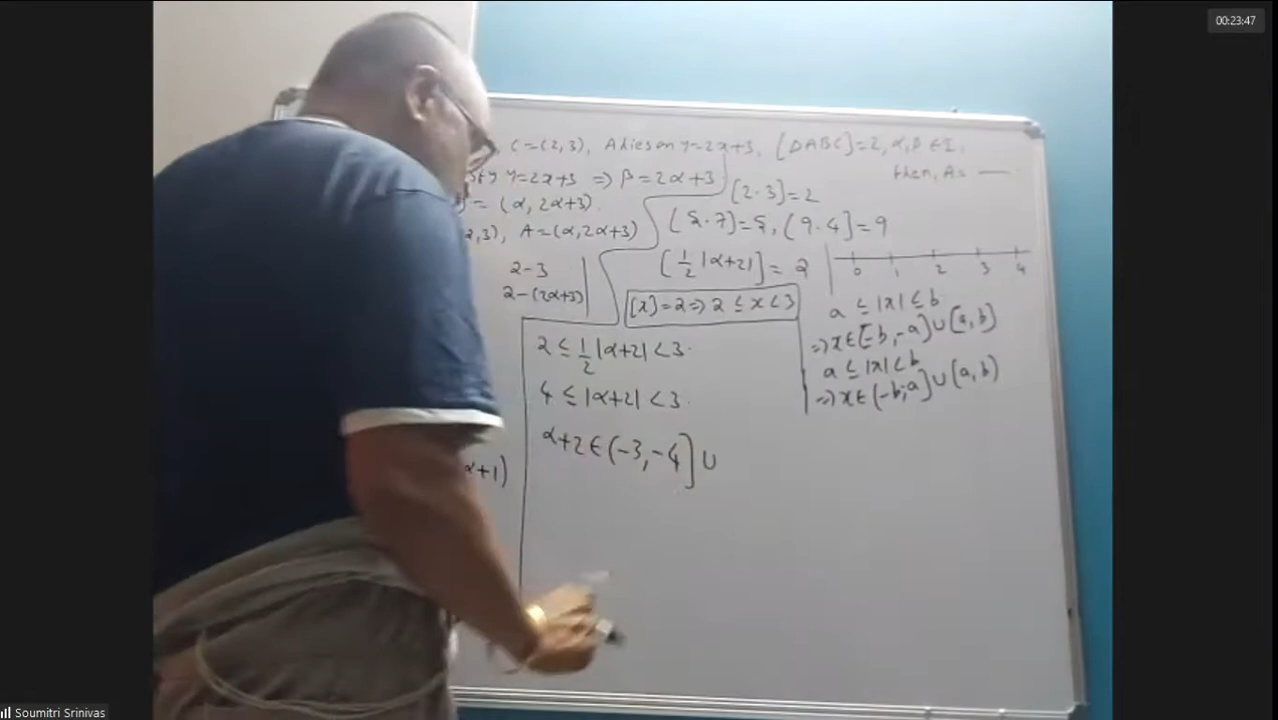 00:23:47
C=(2,3), A lies on y=2x+3, [ΔABC]=2, α,β∈I,
then, A= —
y=2x+3 => β=2α+3
[2.3]=2
= (α, 2α+3).
[5.7]=5, [9.4]=9
2,3), A=(α,2α+3)
2-3
2-(2α+3)
[½|α+2|] = 2
0 1 2 3 4
[x]=2=> 2≤x<3
a≤|x|≤b
=>x∈[-b,-a]∪[a,b]
a≤|x|<b
=>x∈(-b,-a]∪[a,b)
2≤½|α+2|<3.
4≤|α+2|<3.
α+2∈(-3,-4]∪
α+1)
Soumitri Srinivas